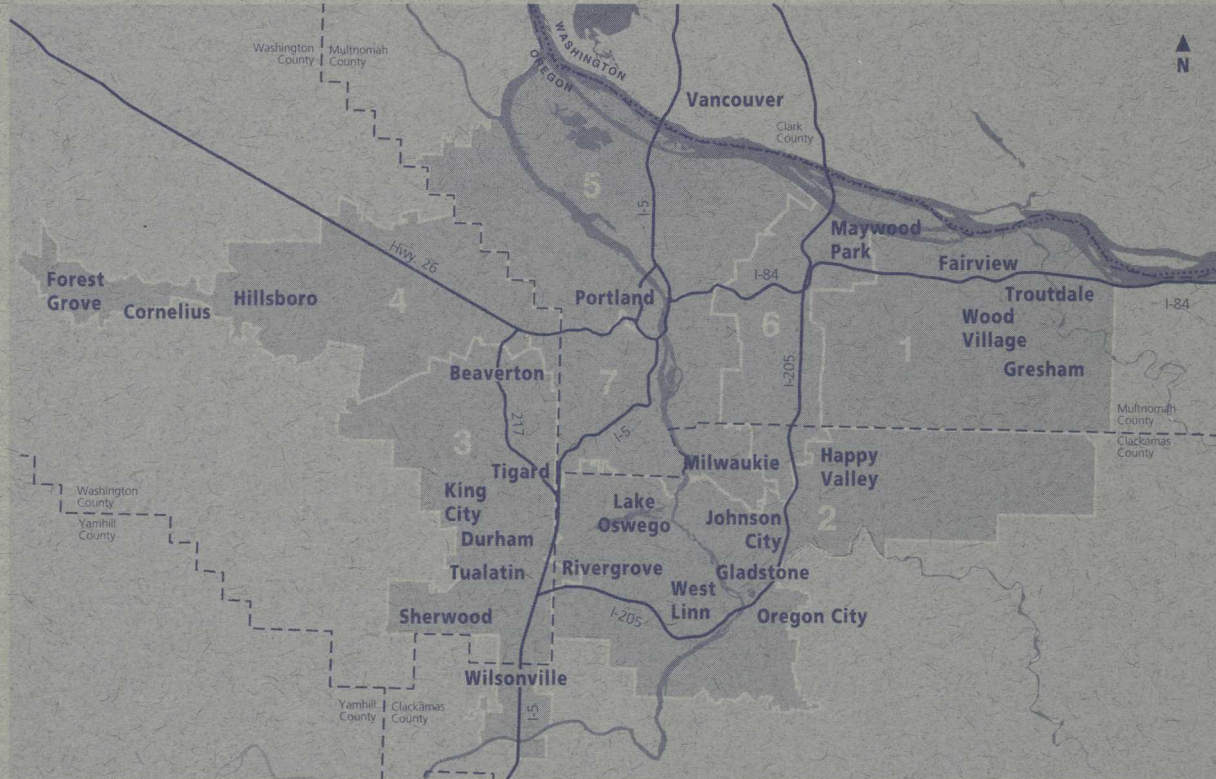 Washington
County
Multnomah
County
WASHINGTON
OREGON
N
Vancouver
Clark
County
5
I-5
Maywood
Park
Hwy. 26
I-84
Fairview
Forest
Grove
Cornelius
Hillsboro
4
Portland
Troutdale
I-84
6
Wood
Village
1
Gresham
Beaverton
7
I-205
217
I-5
Multnomah
County
Clackamas
County
3
Tigard
Milwaukie
Happy
Valley
King
City
Washington
County
Yamhill
County
Lake
Oswego
Johnson
City
2
Durham
Tualatin
Rivergrove
Gladstone
West
Linn
Sherwood
I-205
Oregon City
Wilsonville
Yamhill
County
Clackamas
County
I-5